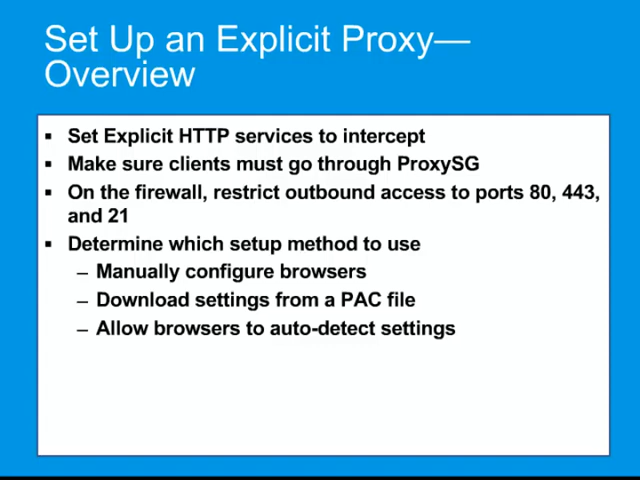 Set Up an Explicit Proxy—
Overview
▪ Set Explicit HTTP services to intercept
▪ Make sure clients must go through ProxySG
▪ On the firewall, restrict outbound access to ports 80, 443,
and 21
▪ Determine which setup method to use
– Manually configure browsers
– Download settings from a PAC file
– Allow browsers to auto-detect settings